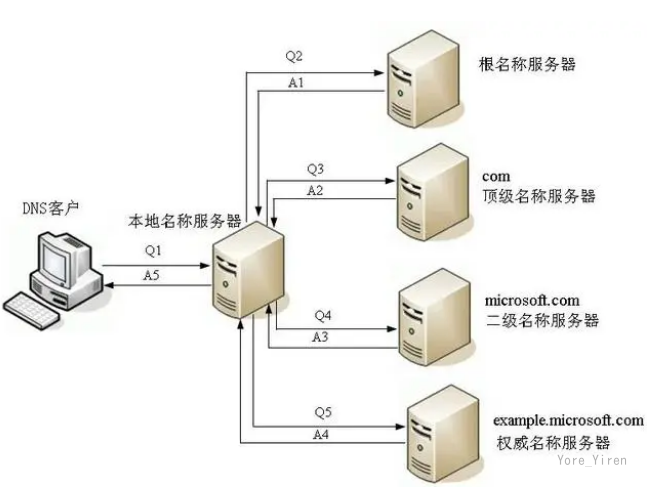 Q2
A1
根名称服务器
Q3
A2
com
顶级名称服务器
DNS客户
本地名称服务器
Q1
A5
Q4
A3
microsoft.com
二级名称服务器
Q5
A4
example.microsoft.com
权威名称服务器
Yore_Yiren